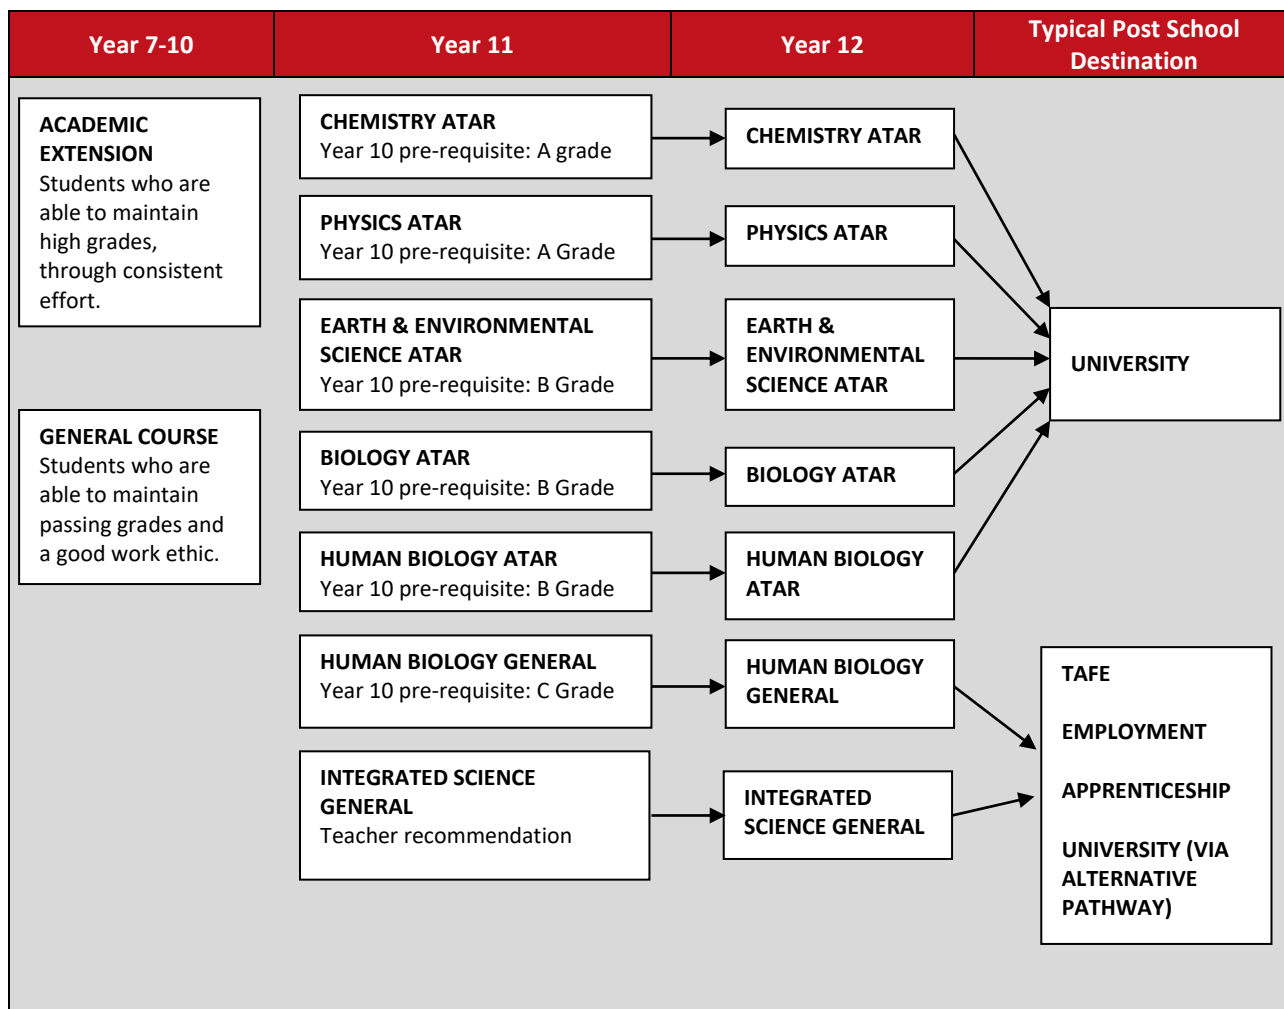 Year 7-10
Year 11
Year 12
Typical Post School
Destination
ACADEMIC
EXTENSION
Students who are
able to maintain
high grades,
through consistent
effort.
GENERAL COURSE
Students who are
able to maintain
passing grades and
a good work ethic.
CHEMISTRY ATAR
Year 10 pre-requisite: A grade
PHYSICS ATAR
Year 10 pre-requisite: A Grade
EARTH & ENVIRONMENTAL
SCIENCE ATAR
Year 10 pre-requisite: B Grade
BIOLOGY ATAR
Year 10 pre-requisite: B Grade
HUMAN BIOLOGY ATAR
Year 10 pre-requisite: B Grade
HUMAN BIOLOGY GENERAL
Year 10 pre-requisite: C Grade
INTEGRATED SCIENCE
GENERAL
Teacher recommendation
CHEMISTRY ATAR
PHYSICS ATAR
EARTH &
ENVIRONMENTAL
SCIENCE ATAR
BIOLOGY ATAR
HUMAN BIOLOGY
ATAR
HUMAN BIOLOGY
GENERAL
INTEGRATED
SCIENCE GENERAL
UNIVERSITY
TAFE
EMPLOYMENT
APPRENTICESHIP
UNIVERSITY (VIA
ALTERNATIVE
PATHWAY)